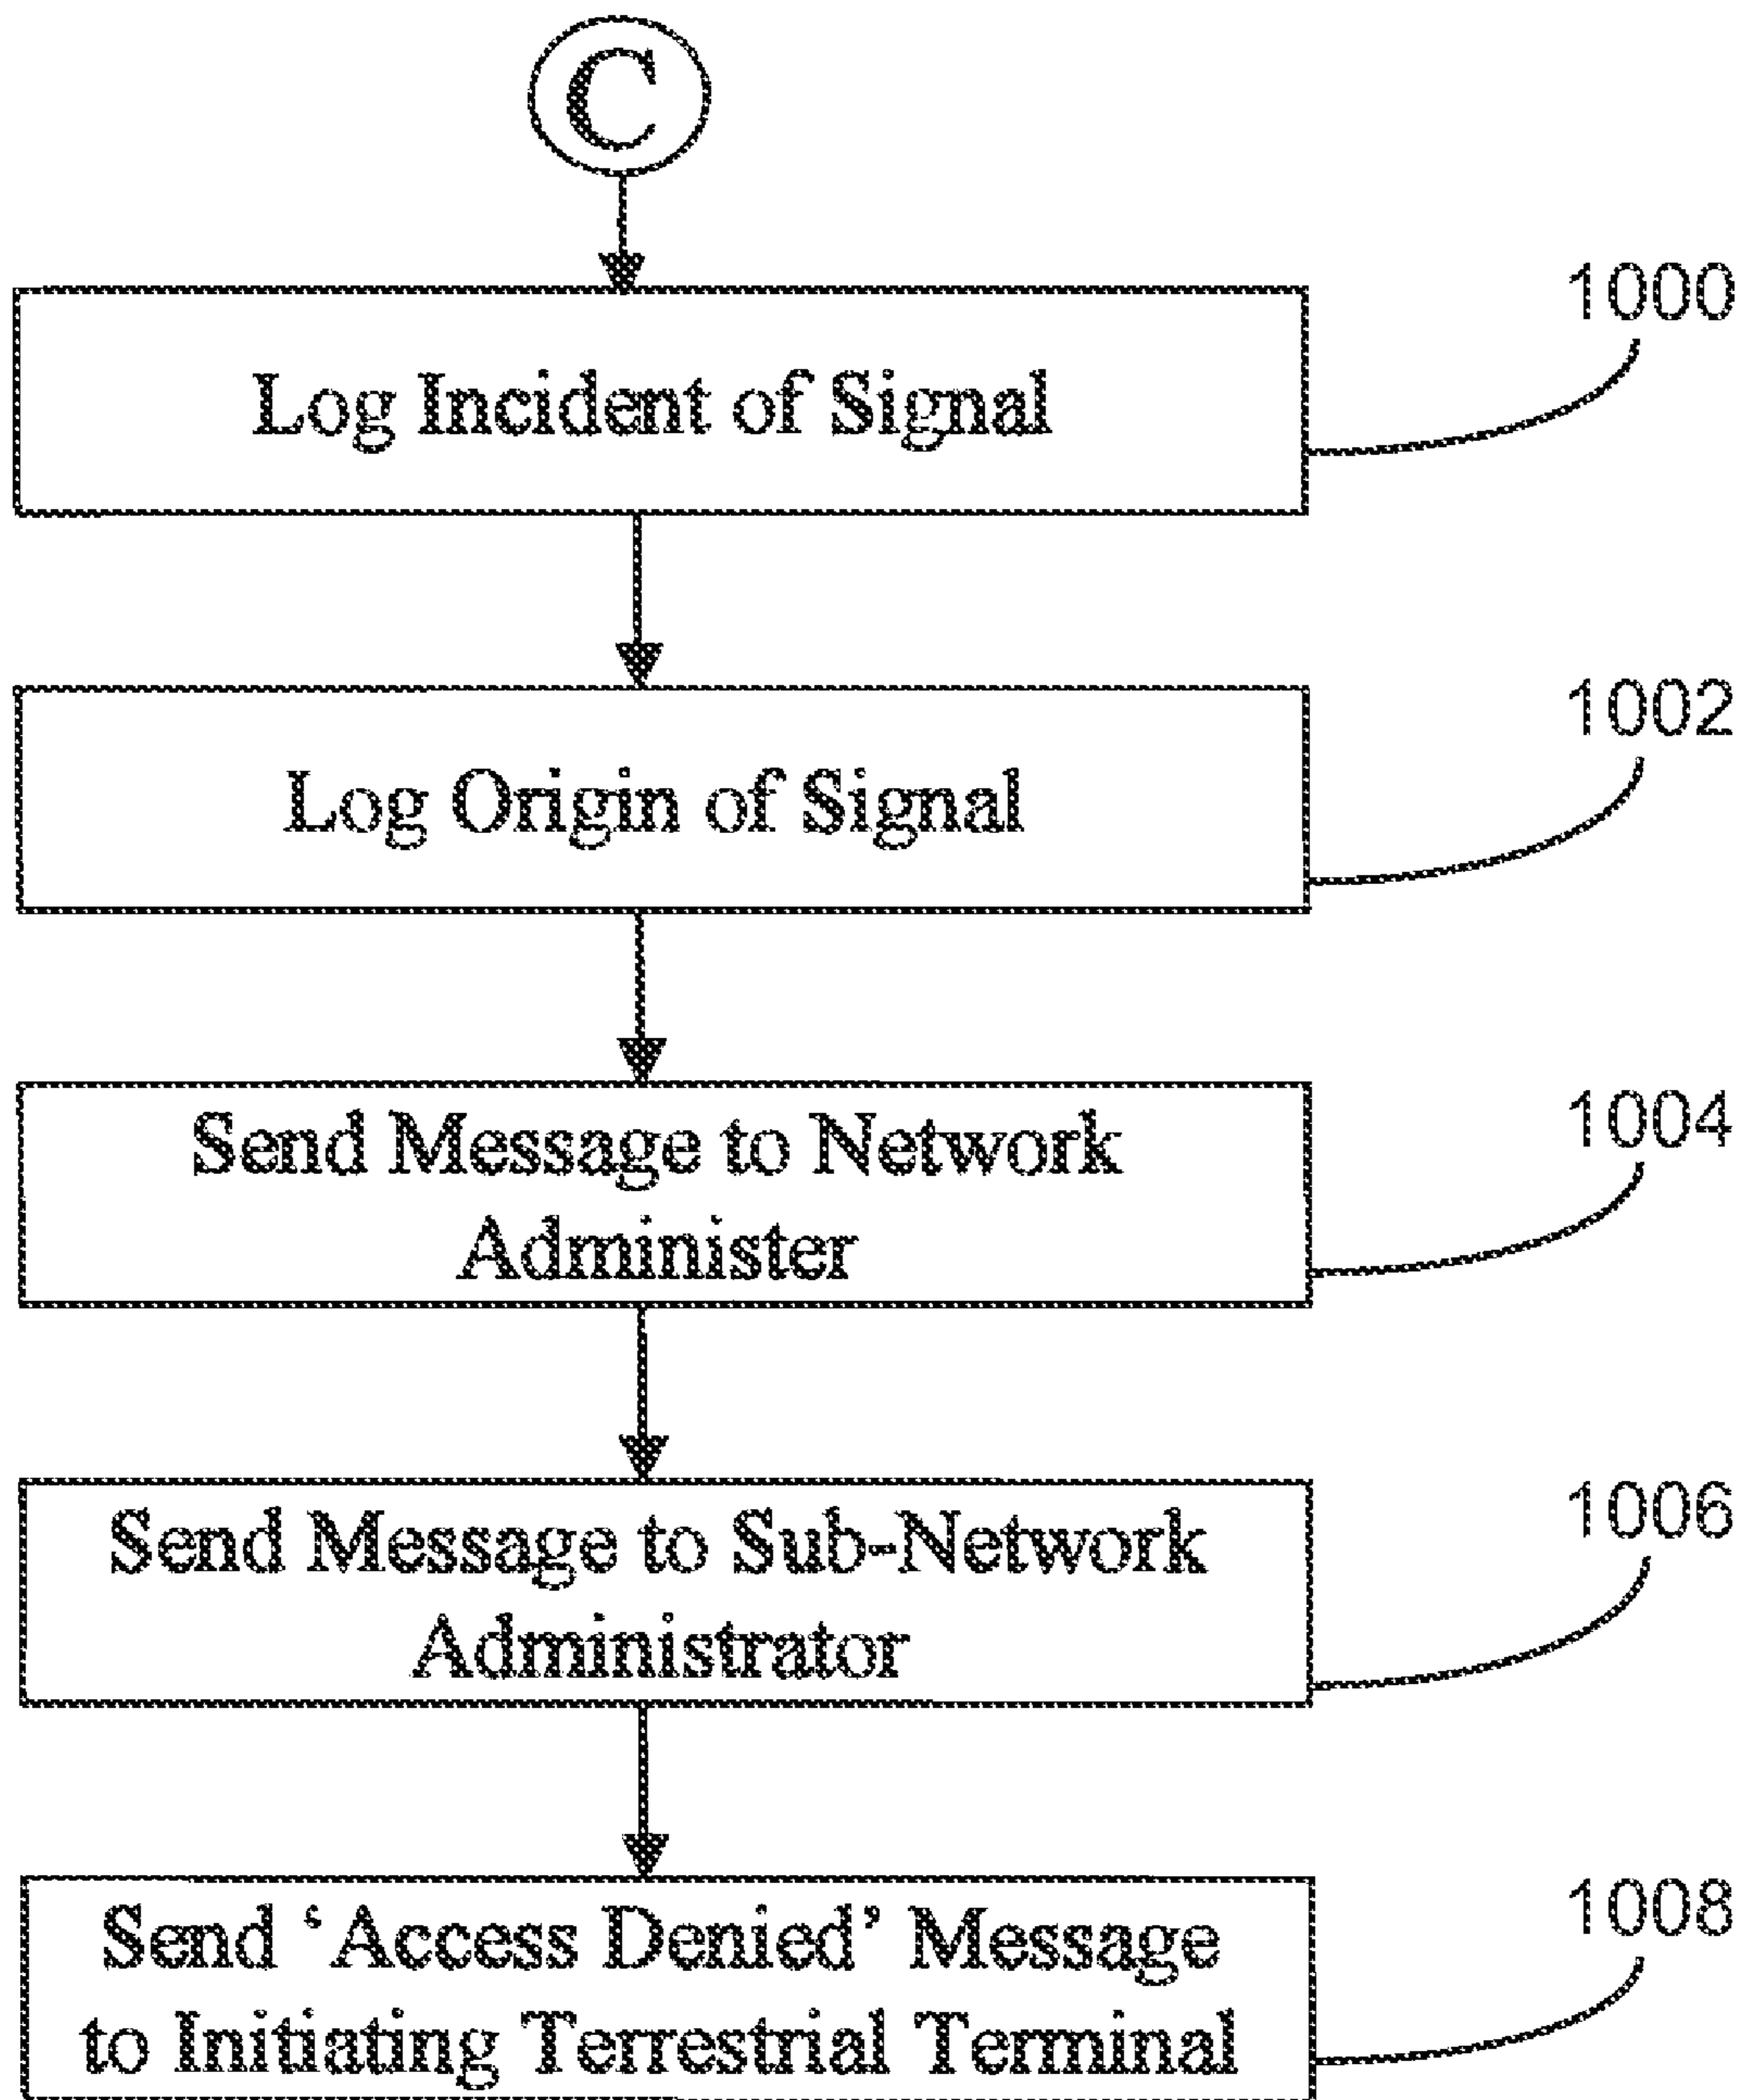 C
1000
Log Incident of Signal
1002
Log Origin of Signal
1004
Send Message to Network
Administer
1006
Send Message to Sub-Network
Administrator
1008
Send ‘Access Denied’ Message
to Initiating Terrestrial Terminal